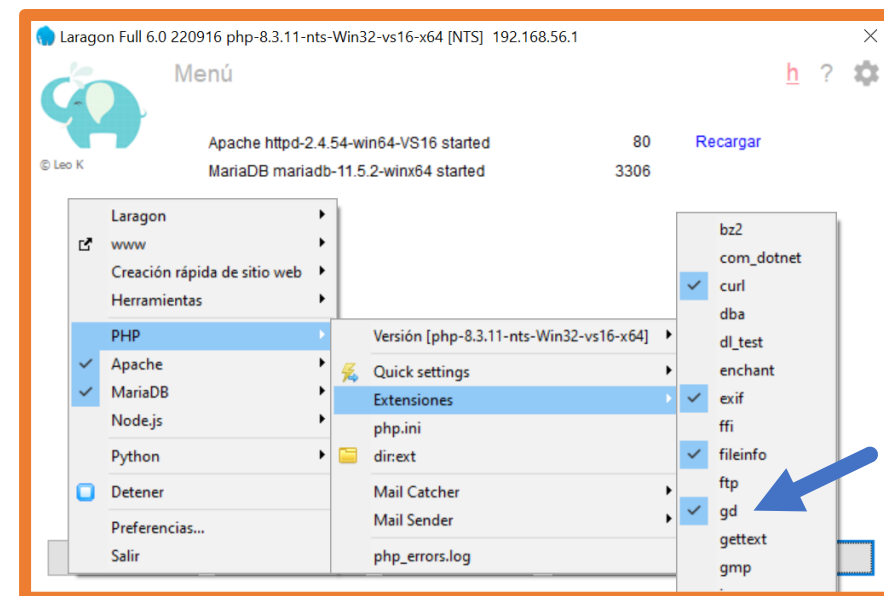 Laragon Full 6.0 220916 php-8.3.11-nts-Win32-vs16-x64 [NTS] 192.168.56.1
Menú
h ?
Apache httpd-2.4.54-win64-VS16 started 80 Recargar
© Leo K
MariaDB mariadb-11.5.2-winx64 started 3306
Laragon
www
Creación rápida de sitio web
Herramientas
PHP
Apache
MariaDB
Node.js
Python
Detener
Preferencias...
Salir
Versión [php-8.3.11-nts-Win32-vs16-x64]
Quick settings
Extensiones
php.ini
dir:ext
Mail Catcher
Mail Sender
php_errors.log
bz2
com_dotnet
curl
dba
dl_test
enchant
exif
ffi
fileinfo
ftp
gd
gettext
gmp